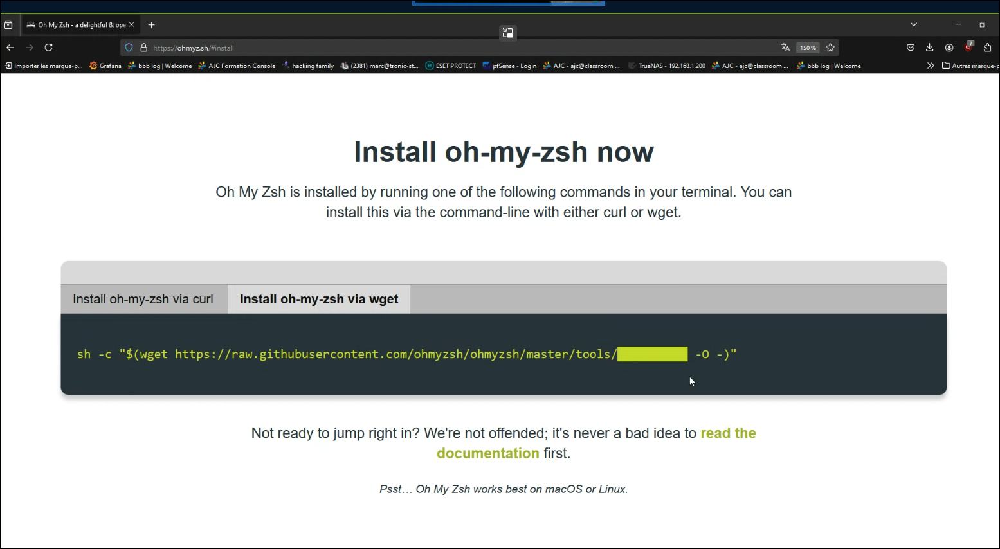 Oh My Zsh - a delightful & ope
https://ohmyz.sh/#install
150 %
7
Importer les marque-p...
Grafana
bbb log | Welcome
AJC Formation Console
hacking family
(2381) marc@tronic-st...
ESET PROTECT
pfSense - Login
AJC - ajc@classroom ...
TrueNAS - 192.168.1.200
AJC - ajc@classroom ...
bbb log | Welcome
Autres marque-p
Install oh-my-zsh now
Oh My Zsh is installed by running one of the following commands in your terminal. You can
install this via the command-line with either curl or wget.
Install oh-my-zsh via curl
Install oh-my-zsh via wget
sh -c "$(wget https://raw.githubusercontent.com/ohmyzsh/ohmyzsh/master/tools/ -O -)"
Not ready to jump right in? We're not offended; it's never a bad idea to read the
documentation first.
Psst… Oh My Zsh works best on macOS or Linux.